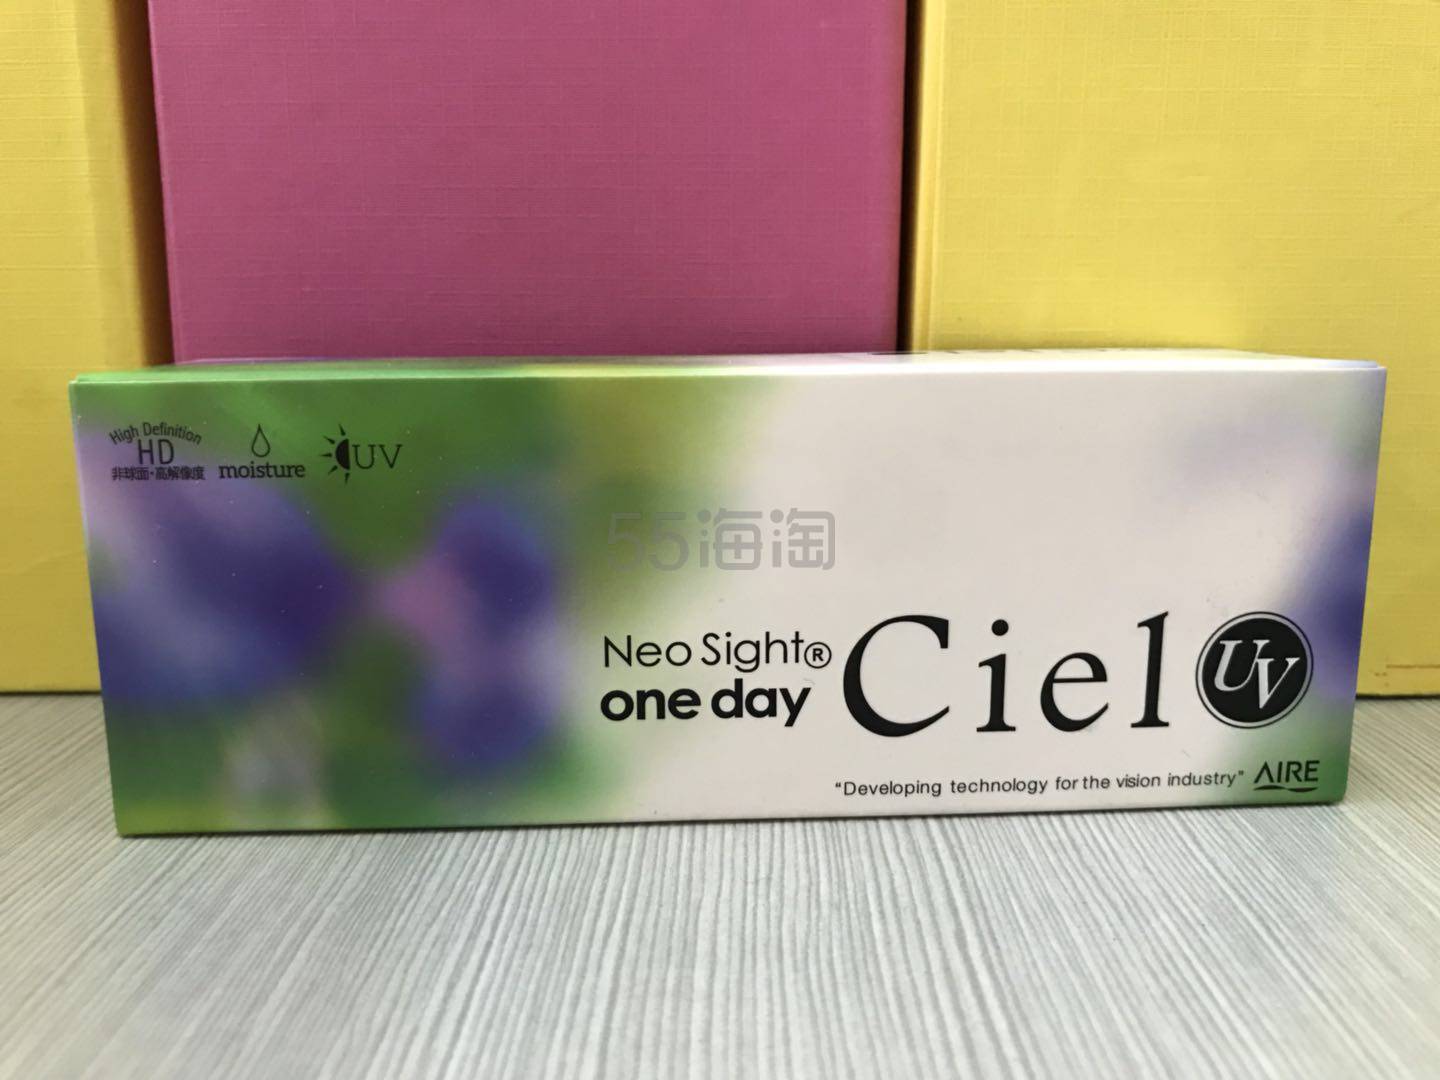 High Definition
HD
非球面·高解像度
moisture
UV
55海淘
Neo Sight®
one day
Ciel
UV
"Developing technology for the vision industry"
AIRE